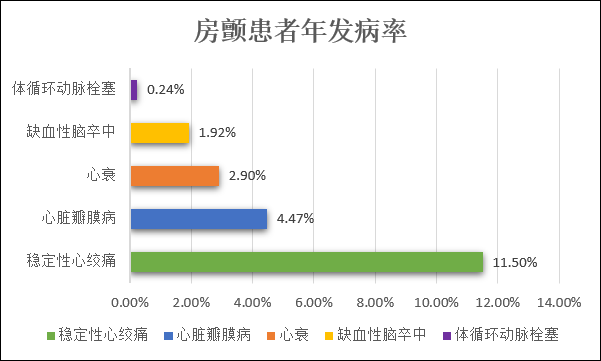 房颤患者年发病率
体循环动脉栓塞 0.24%
缺血性脑卒中 1.92%
心衰 2.90%
心脏瓣膜病 4.47%
稳定性心绞痛 11.50%
0.00% 2.00% 4.00% 6.00% 8.00% 10.00% 12.00% 14.00%
稳定性心绞痛 心脏瓣膜病 心衰 缺血性脑卒中 体循环动脉栓塞